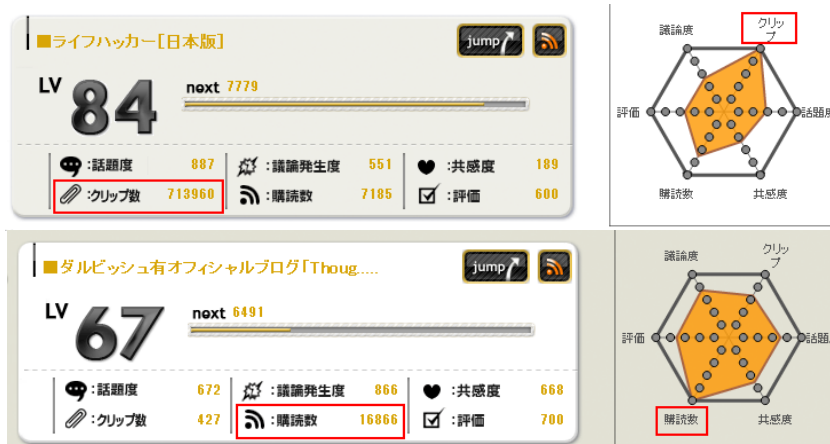 ■ライフハッカー[日本版]
jump
LV 84
next 7779
:話題度 887 :議論発生度 551 :共感度 189
:クリップ数 713960 :購読数 7185 :評価 600
クリッ
プ
議論度
評価
話題度
購読数
共感度
■ダルビッシュ有オフィシャルブログ「Thoug.....
jump
LV 67
next 6491
:話題度 672 :議論発生度 866 :共感度 668
:クリップ数 427 :購読数 16866 :評価 700
クリッ
プ
議論度
評価
話題
購読数
共感度